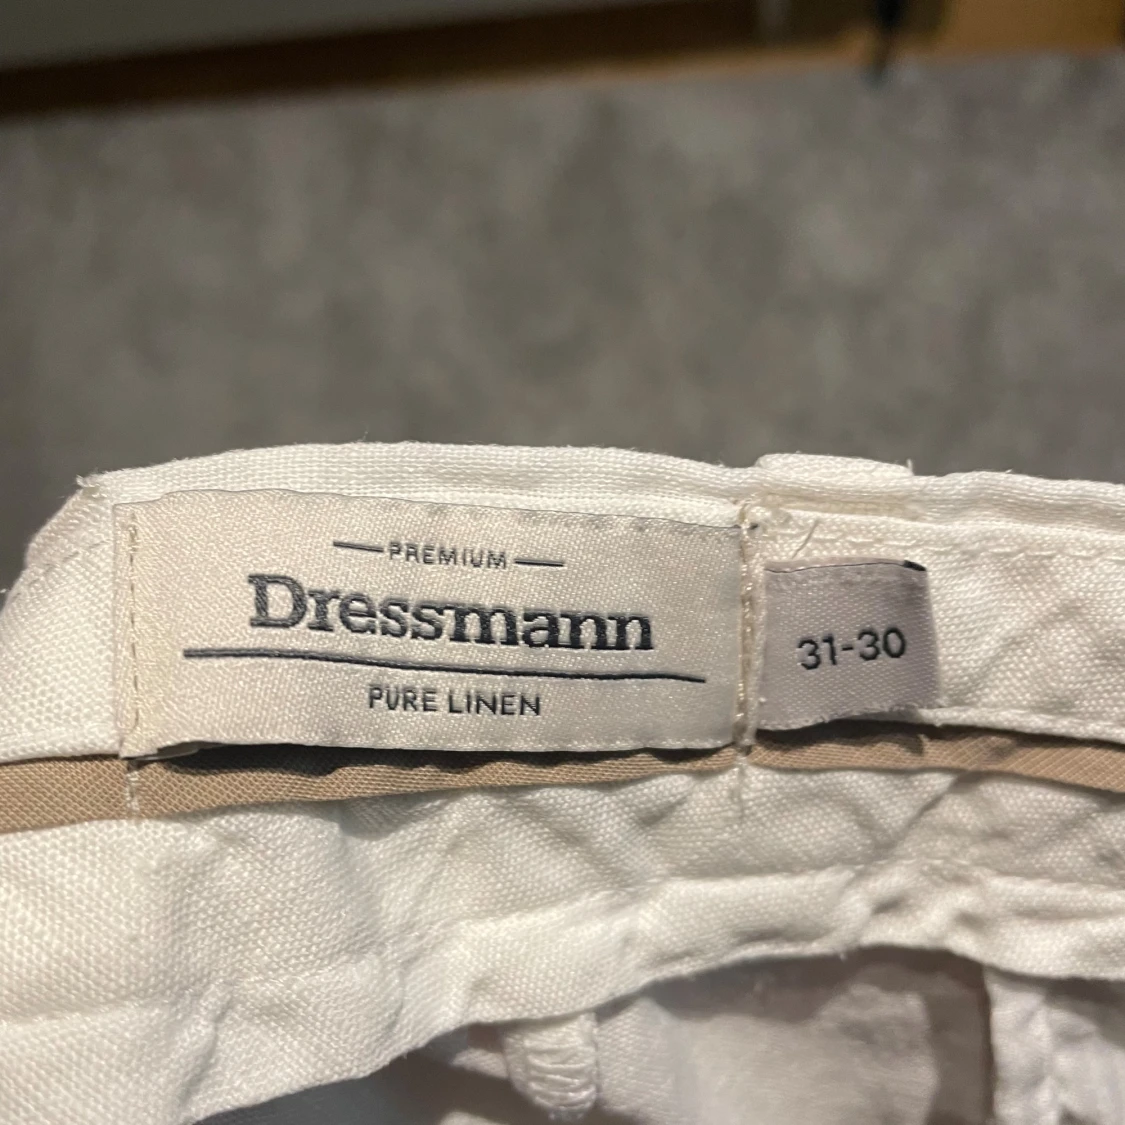 PREMIUM
Dressmann
PURE LINEN
31-30